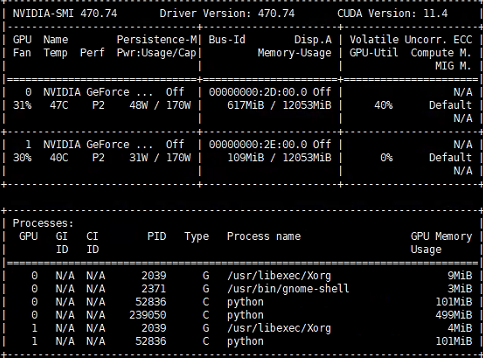 NVIDIA-SMI 470.74       Driver Version: 470.74       CUDA Version: 11.4
GPU  Name        Persistence-M| Bus-Id        Disp.A | Volatile Uncorr. ECC
Fan  Temp  Perf  Pwr:Usage/Cap|         Memory-Usage | GPU-Util  Compute M.
MIG M.
0  NVIDIA GeForce ...  Off  | 00000000:2D:00.0 Off |                  N/A
31%   47C    P2    48W / 170W |    617MiB / 12053MiB |     40%      Default
N/A
1  NVIDIA GeForce ...  Off  | 00000000:2E:00.0 Off |                  N/A
30%   40C    P2    31W / 170W |    109MiB / 12053MiB |      0%      Default
N/A
Processes:
GPU   GI   CI        PID   Type   Process name                  GPU Memory
ID   ID                                                   Usage
0   N/A  N/A      2039      G   /usr/libexec/Xorg                  9MiB
0   N/A  N/A      2371      G   /usr/bin/gnome-shell               3MiB
0   N/A  N/A     52836      C   python                           101MiB
0   N/A  N/A    239050      C   python                           499MiB
1   N/A  N/A      2039      G   /usr/libexec/Xorg                  4MiB
1   N/A  N/A     52836      C   python                           101MiB